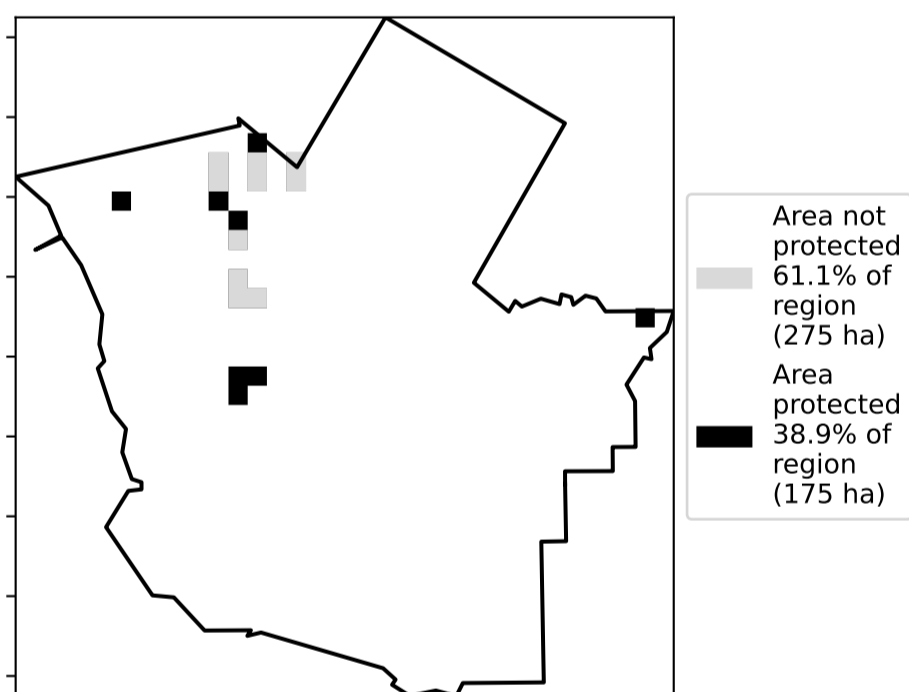 Area not
protected
61.1% of
region
(275 ha)
Area
protected
38.9% of
region
(175 ha)